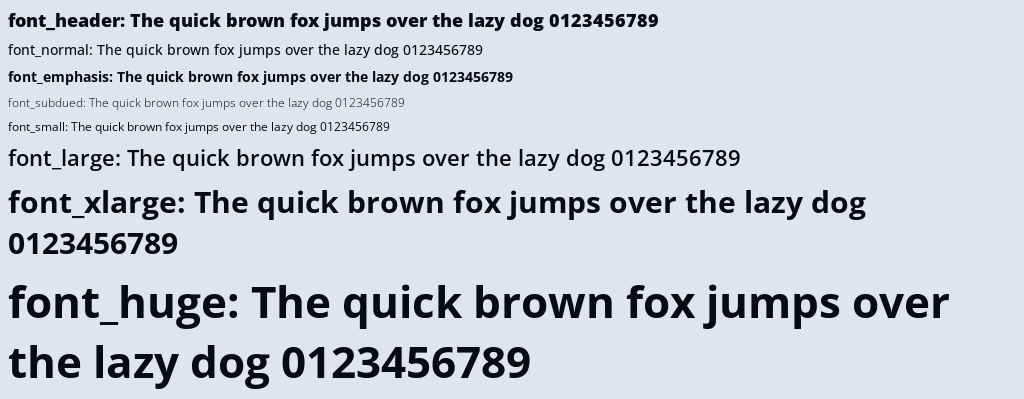 font_header: The quick brown fox jumps over the lazy dog 0123456789
font_normal: The quick brown fox jumps over the lazy dog 0123456789
font_emphasis: The quick brown fox jumps over the lazy dog 0123456789
font_subdued: The quick brown fox jumps over the lazy dog 0123456789
font_small: The quick brown fox jumps over the lazy dog 0123456789
font_large: The quick brown fox jumps over the lazy dog 0123456789
font_xlarge: The quick brown fox jumps over the lazy dog
0123456789
font_huge: The quick brown fox jumps over
the lazy dog 0123456789